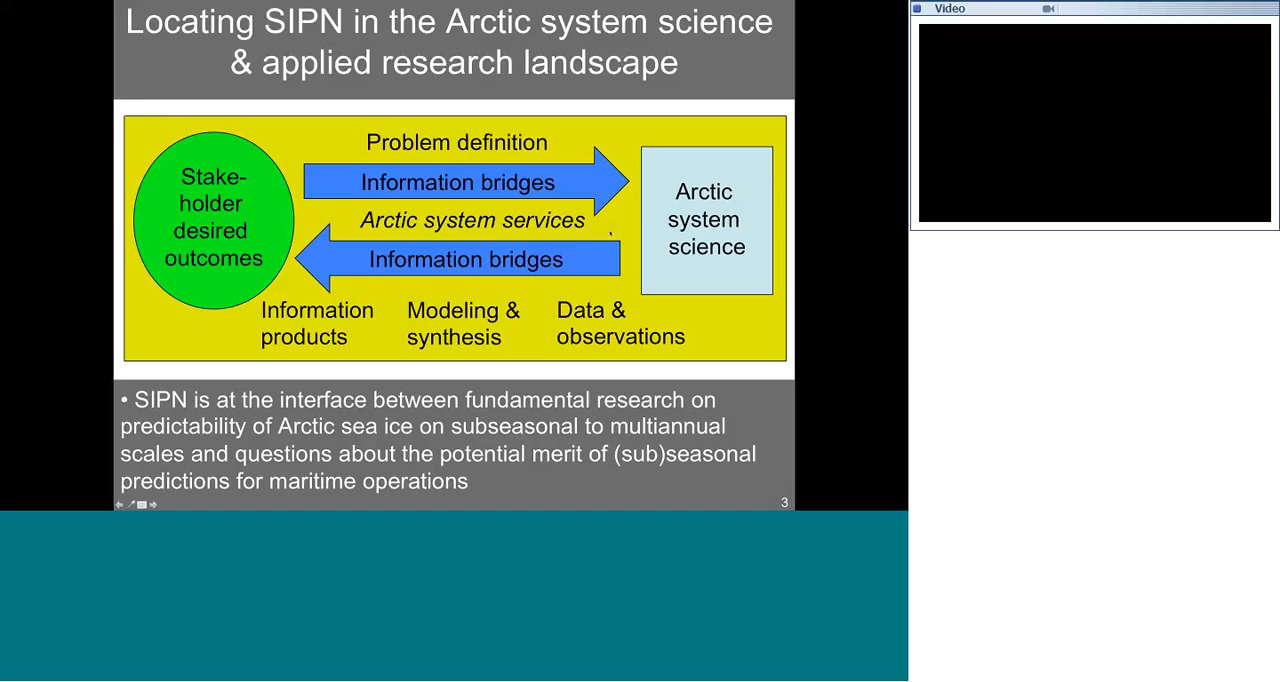 Locating SIPN in the Arctic system science
& applied research landscape
Video
Problem definition
Information bridges
Arctic system services
Information bridges
Stake-
holder
desired
outcomes
Arctic
system
science
Information
products
Modeling &
synthesis
Data &
observations
• SIPN is at the interface between fundamental research on
predictability of Arctic sea ice on subseasonal to multiannual
scales and questions about the potential merit of (sub)seasonal
predictions for maritime operations
3